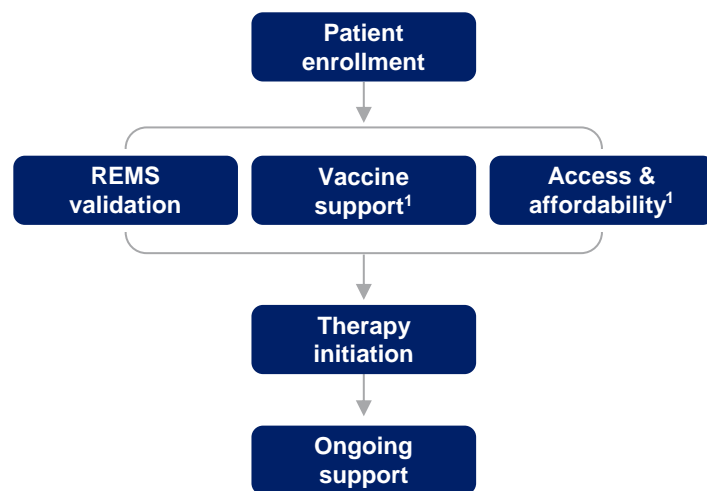 Patient
enrollment
REMS
validation
Vaccine
support¹
Access &
affordability¹
Therapy
initiation
Ongoing
support